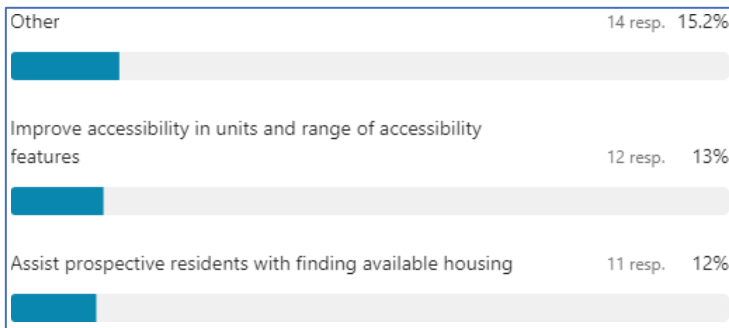 Other 14 resp. 15.2%
Improve accessibility in units and range of accessibility
features 12 resp. 13%
Assist prospective residents with finding available housing 11 resp. 12%